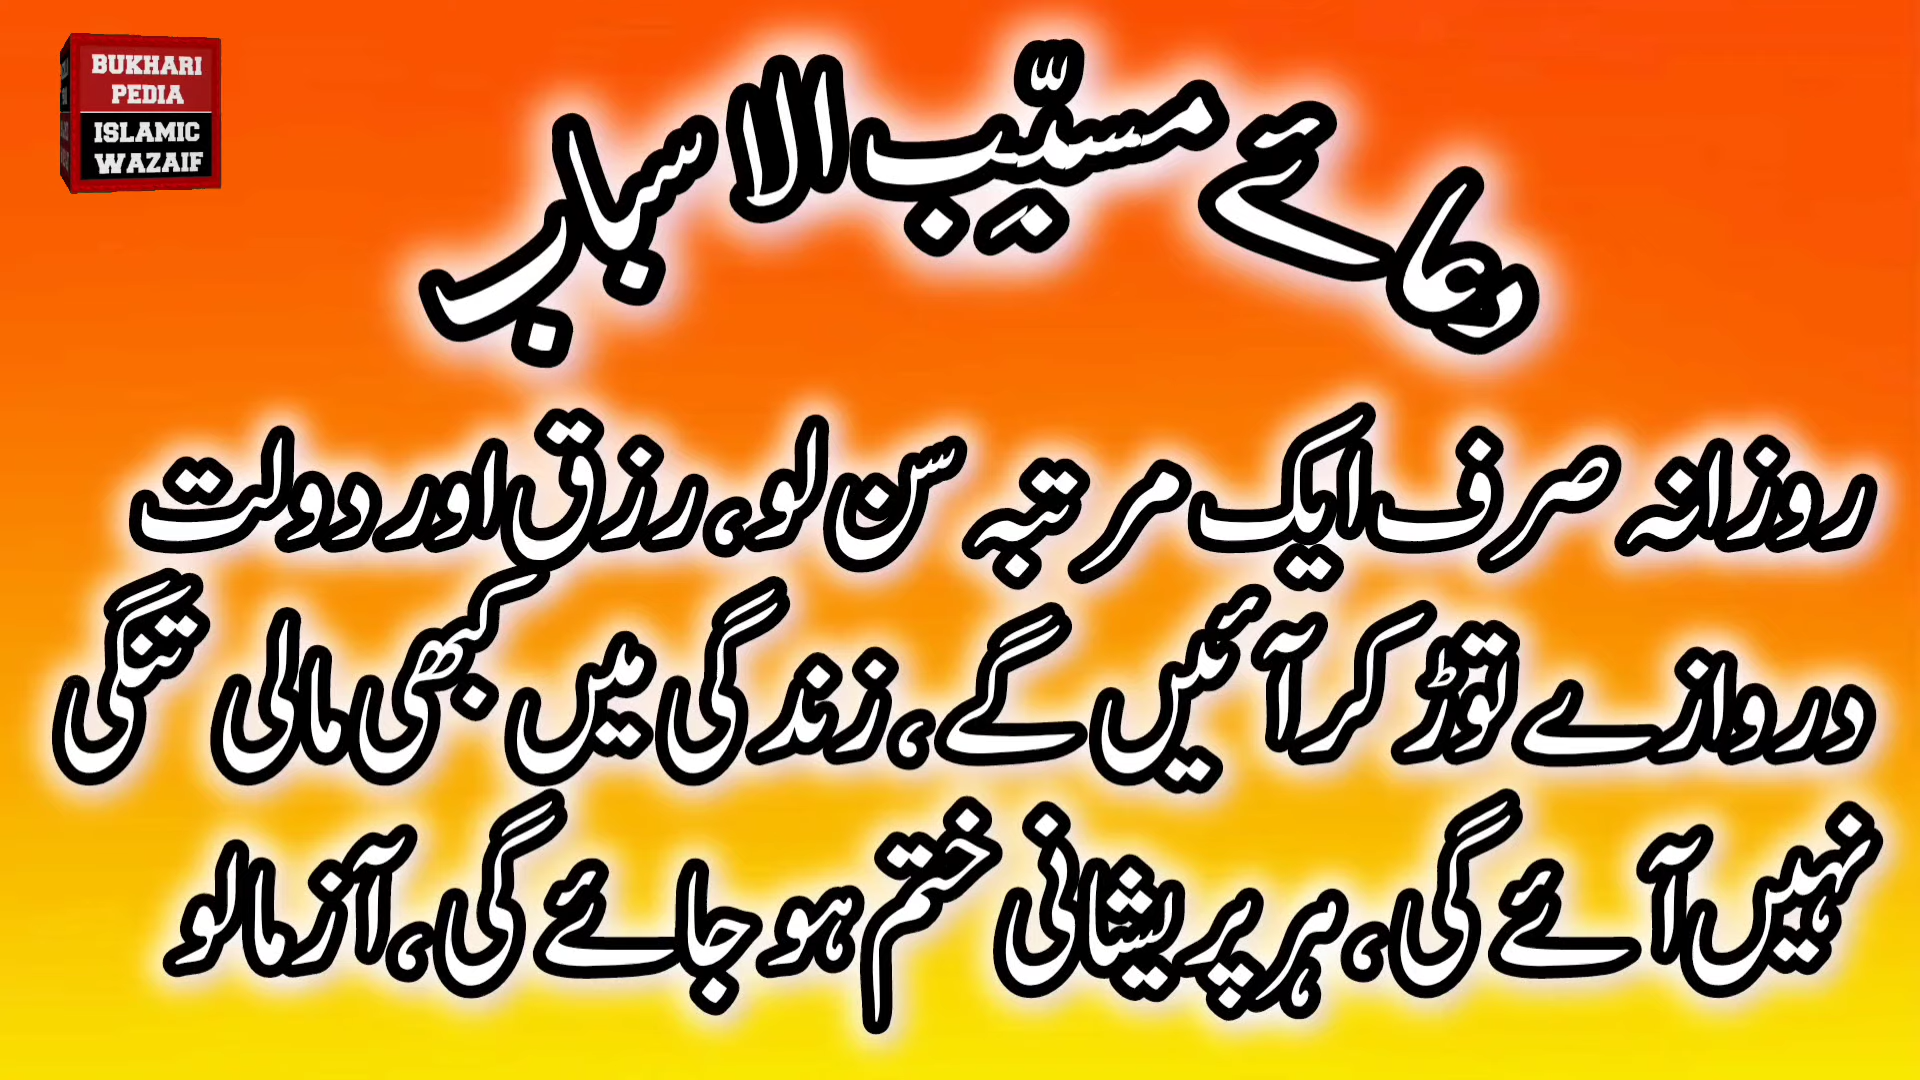 BUKHARI
PEDIA
ISLAMIC
WAZAIF
دعائے مسبّب الاسباب
روزانہ صرف ایک مرتبہ سن لو، رزق اور دولت
دروازے توڑ کر آئیں گے، زندگی میں کبھی مالی تنگی
نہیں آئے گی، ہر پریشانی ختم ہو جائے گی، آزما لو